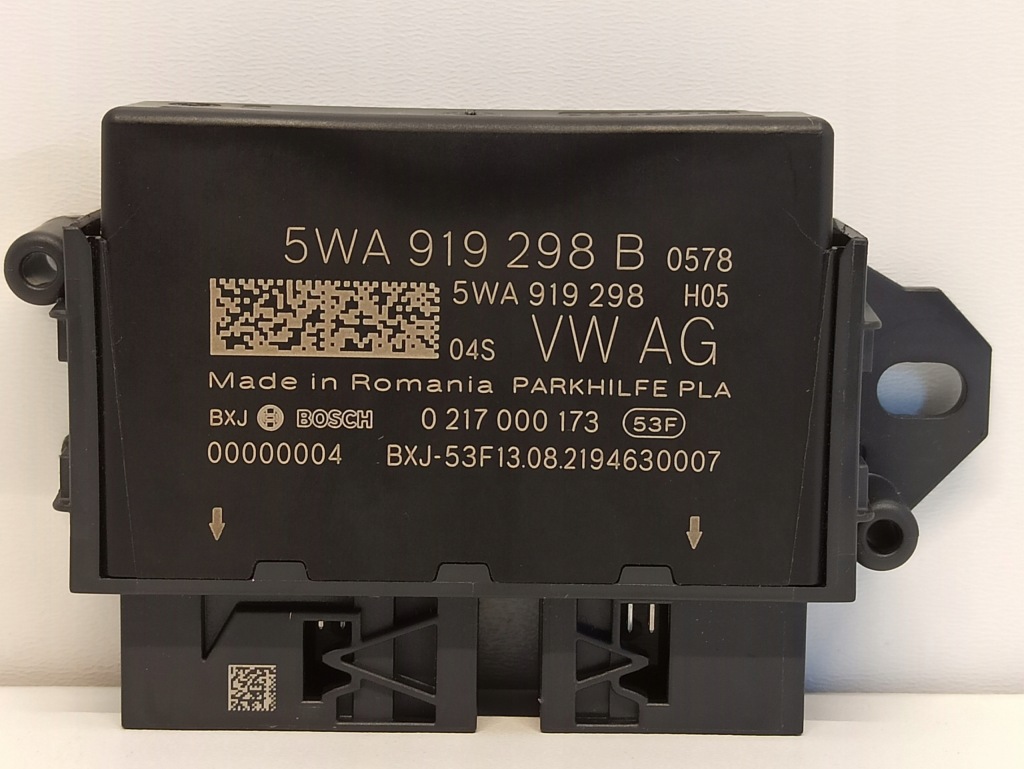 5WA 919 298 B 0578
5WA 919 298 H05
04S VW AG
Made in Romania PARKHILFE PLA
BXJ BOSCH 0 217 000 173 53F
00000004 BXJ-53F13.08.2194630007